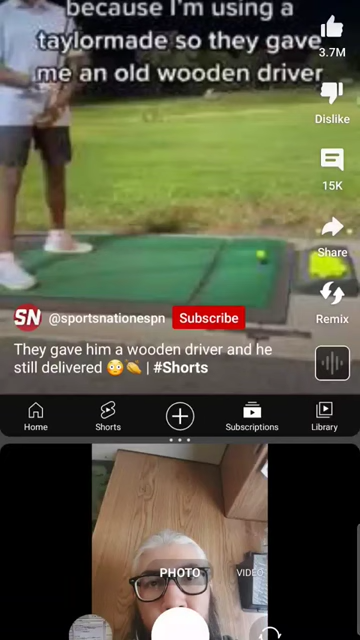 because I'm using a
taylormade so they gave
me an old wooden driver
3.7M
Dislike
15K
Share
SN @sportsnationespn Subscribe
Remix
They gave him a wooden driver and he
still delivered 😳🏌 | #Shorts
Home Shorts Subscriptions Library
PHOTO VIDEO